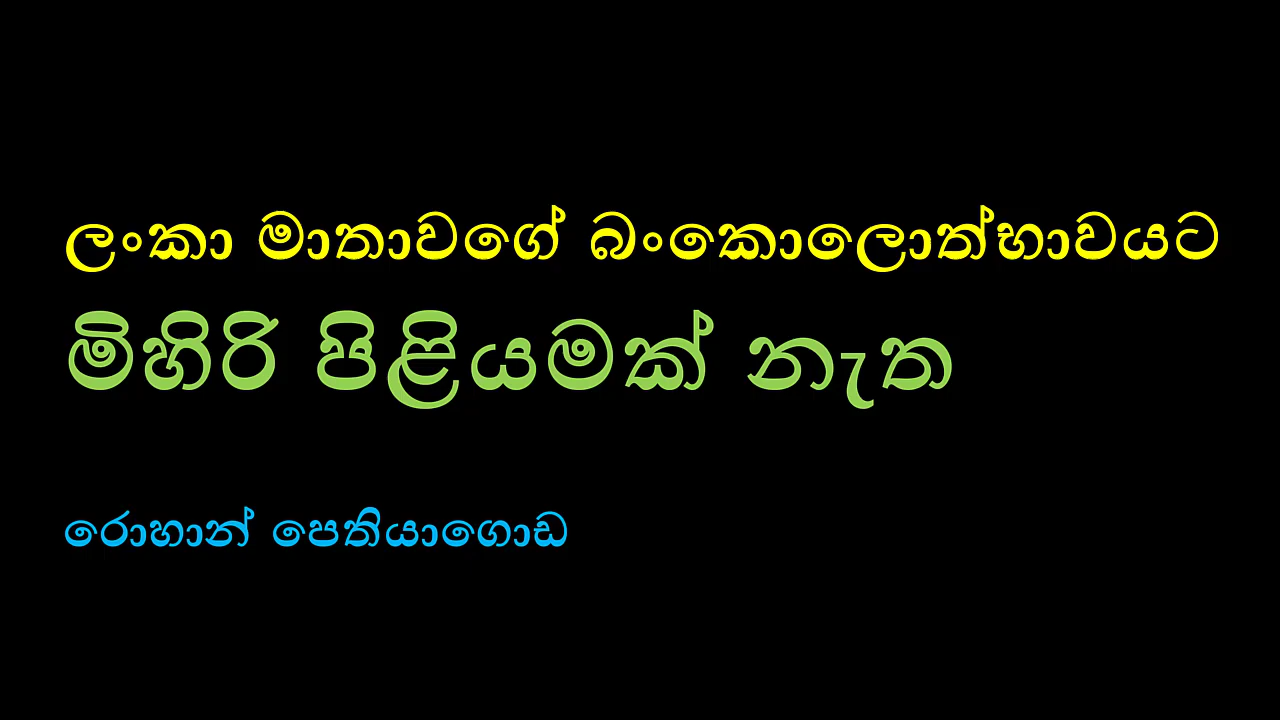 ලංකා මාතාවගේ බංකොලොත්භාවයට
මිහිරි පිළියමක් නැත
රොහාන් පෙතියාගොඩ